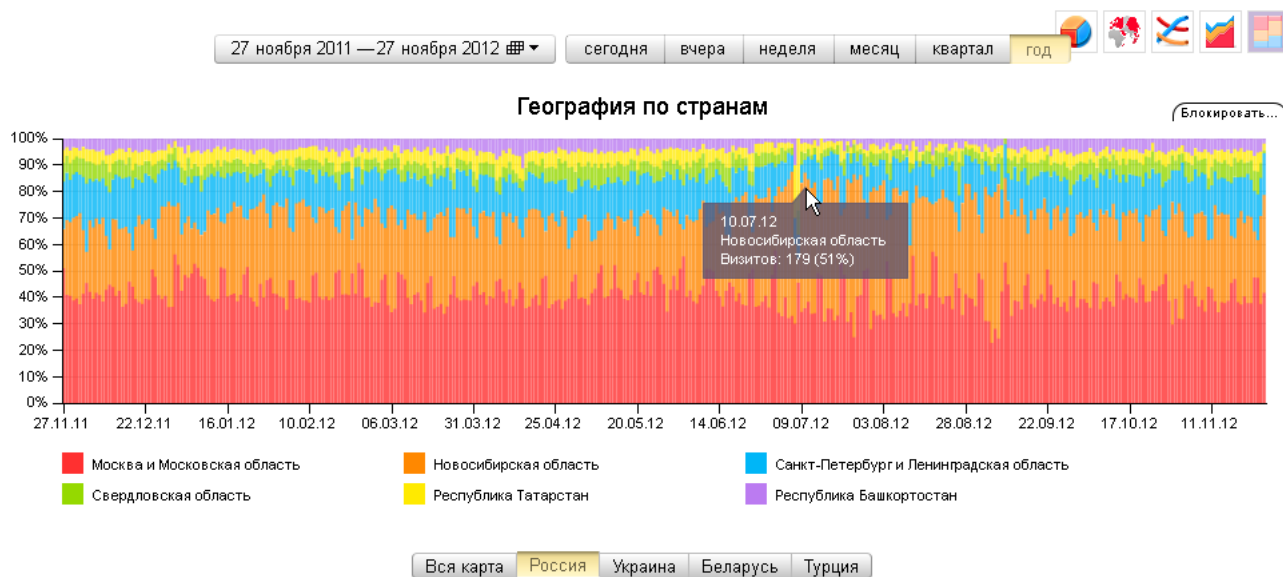 27 ноября 2011 — 27 ноября 2012
сегодня вчера неделя месяц квартал год
География по странам
Блокировать...
100%
90%
80%
70%
60%
50%
40%
30%
20%
10%
0%
10.07.12
Новосибирская область
Визитов: 179 (51%)
27.11.11 22.12.11 16.01.12 10.02.12 06.03.12 31.03.12 25.04.12 20.05.12 14.06.12 09.07.12 03.08.12 28.08.12 22.09.12 17.10.12 11.11.12
Москва и Московская область Новосибирская область Санкт-Петербург и Ленинградская область
Свердловская область Республика Татарстан Республика Башкортостан
Вся карта Россия Украина Беларусь Турция